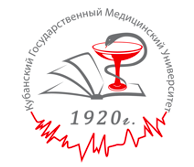 Кубанский Государственный Медицинский Университет
1920г.